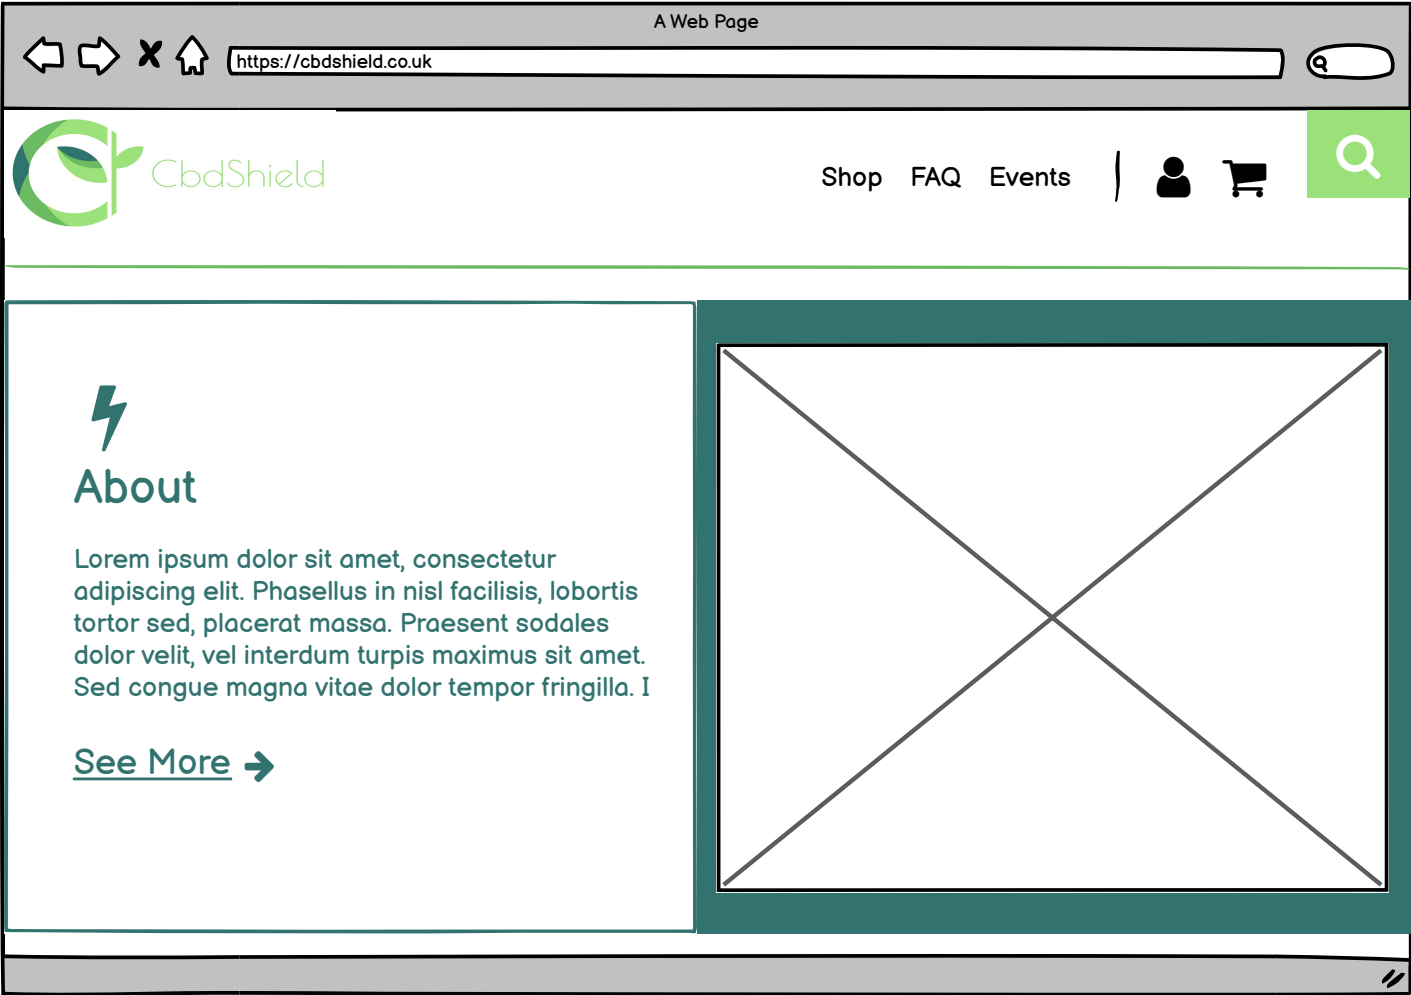 A Web Page
https://cbdshield.co.uk
CbdShield
Shop FAQ Events
About
Lorem ipsum dolor sit amet, consectetur
adipiscing elit. Phasellus in nisl facilisis, lobortis
tortor sed, placerat massa. Praesent sodales
dolor velit, vel interdum turpis maximus sit amet.
Sed congue magna vitae dolor tempor fringilla. I
See More